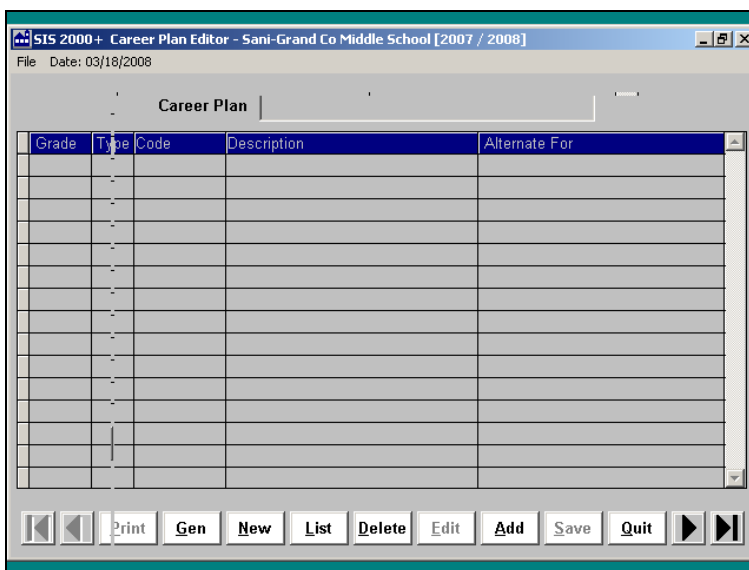 SIS 2000+ Career Plan Editor - Sani-Grand Co Middle School [2007 / 2008]
File Date: 03/18/2008
Career Plan
Grade Type Code Description Alternate For
Print Gen New List Delete Edit Add Save Quit